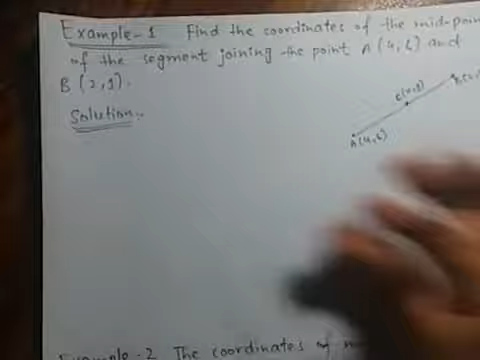 Example-1 Find the coordinates of the mid-poin
of the segment joining the point A(4,6) and
B (2,1).
Solution:
C(x,y)
A(4,6)
Example-2 The coordinates of